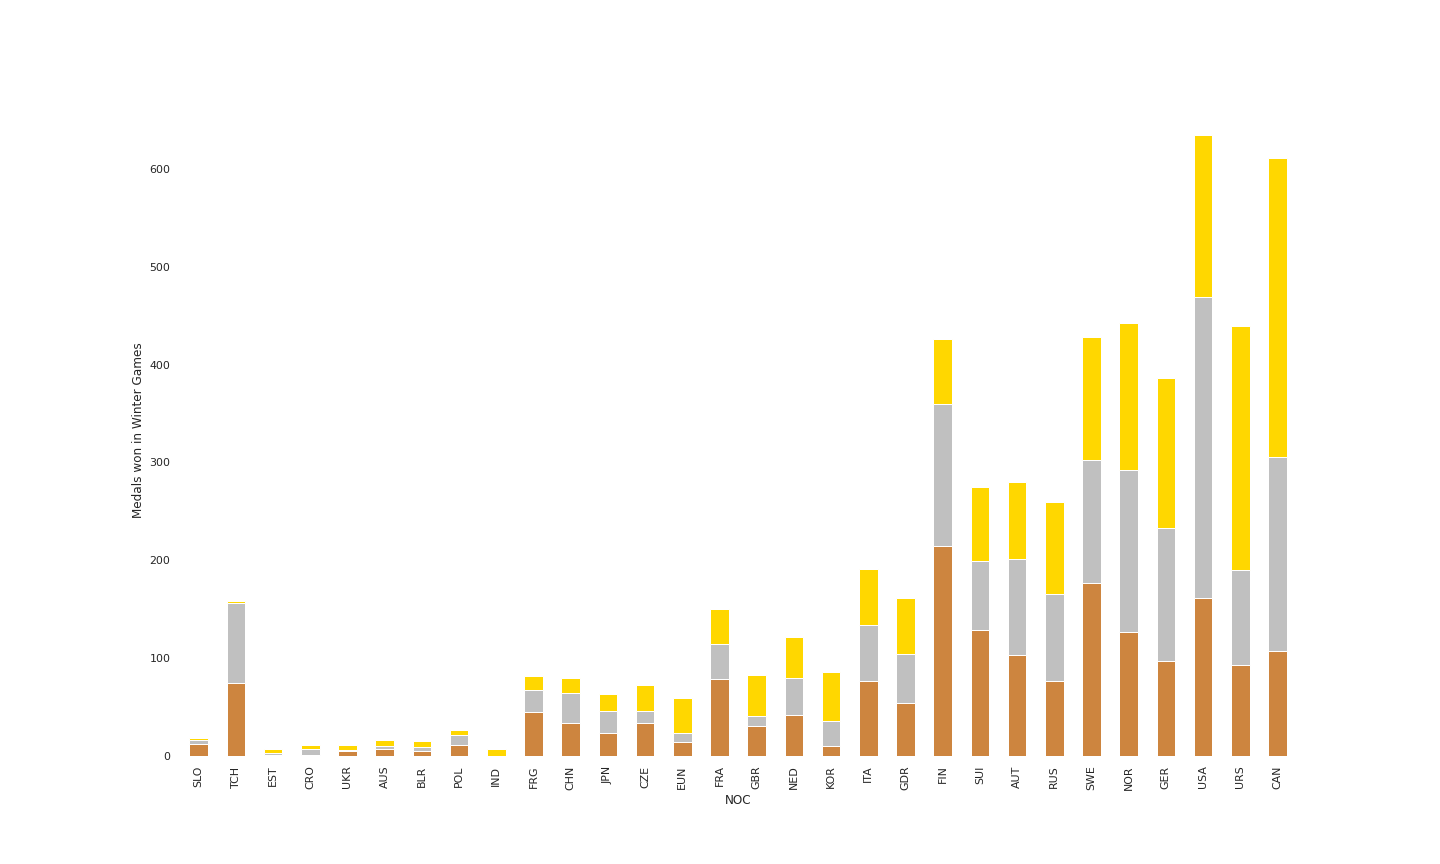 600
500
400
300
200
100
0
Medals won in Winter Games
SLO
TCH
EST
CRO
UKR
AUS
BLR
POL
IND
FRG
CHN
JPN
CZE
EUN
FRA
GBR
NED
KOR
ITA
GDR
FIN
SUI
AUT
RUS
SWE
NOR
GER
USA
URS
CAN
NOC